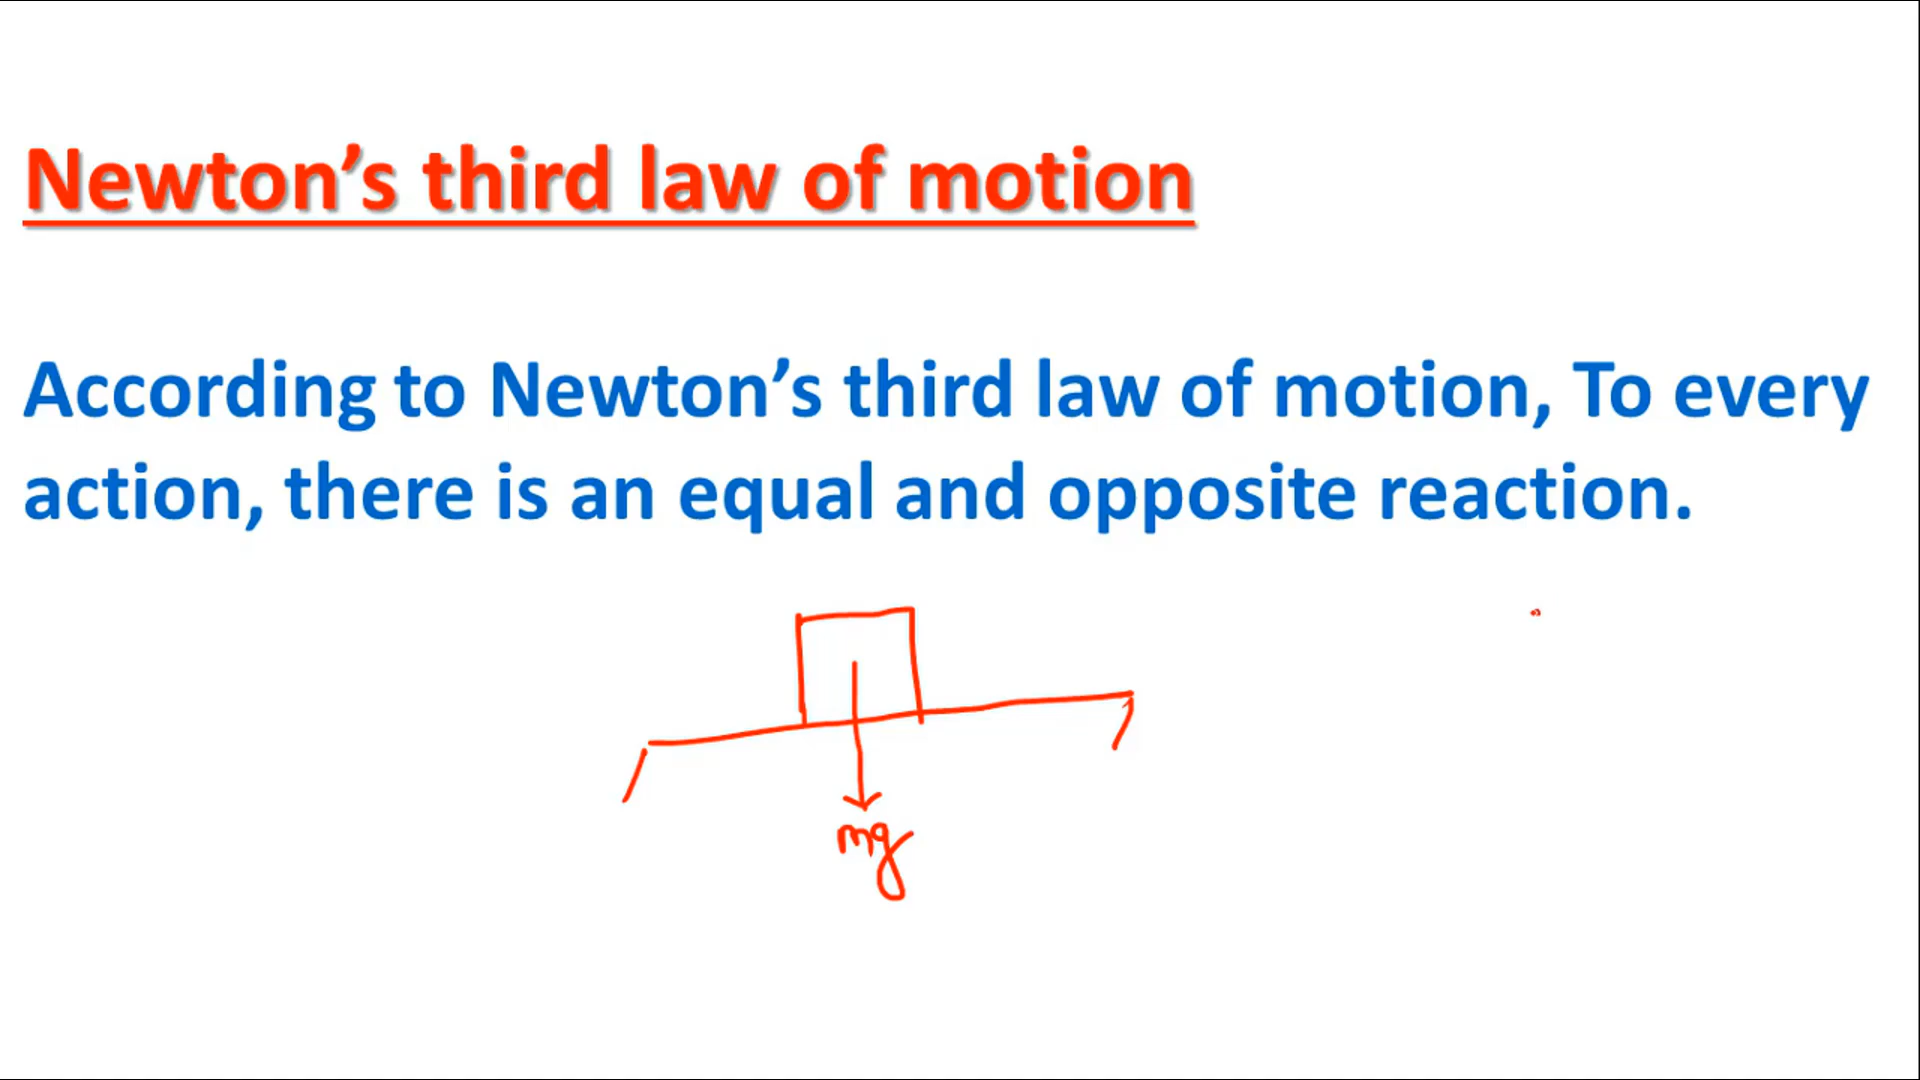 Newton’s third law of motion
According to Newton’s third law of motion, To every
action, there is an equal and opposite reaction.
mg